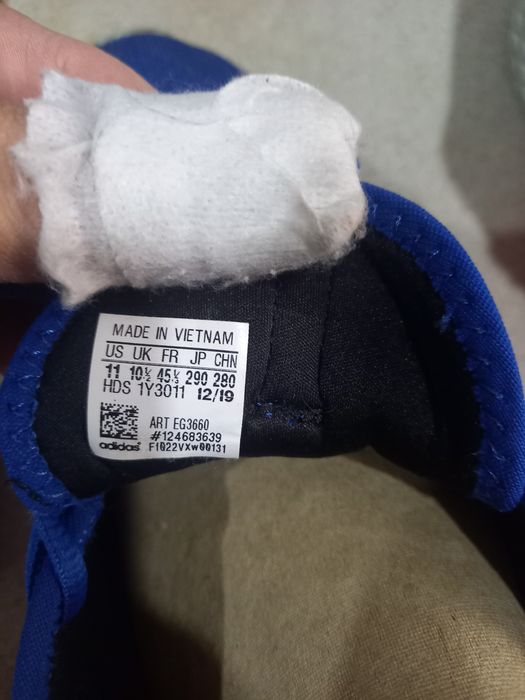 MADE IN VIETNAM
US UK FR JP CHN
11 10½ 45⅓ 290 280
HDS 1Y3011 12/19
ART EG3660
#124683639
adidas F1022VXw00131